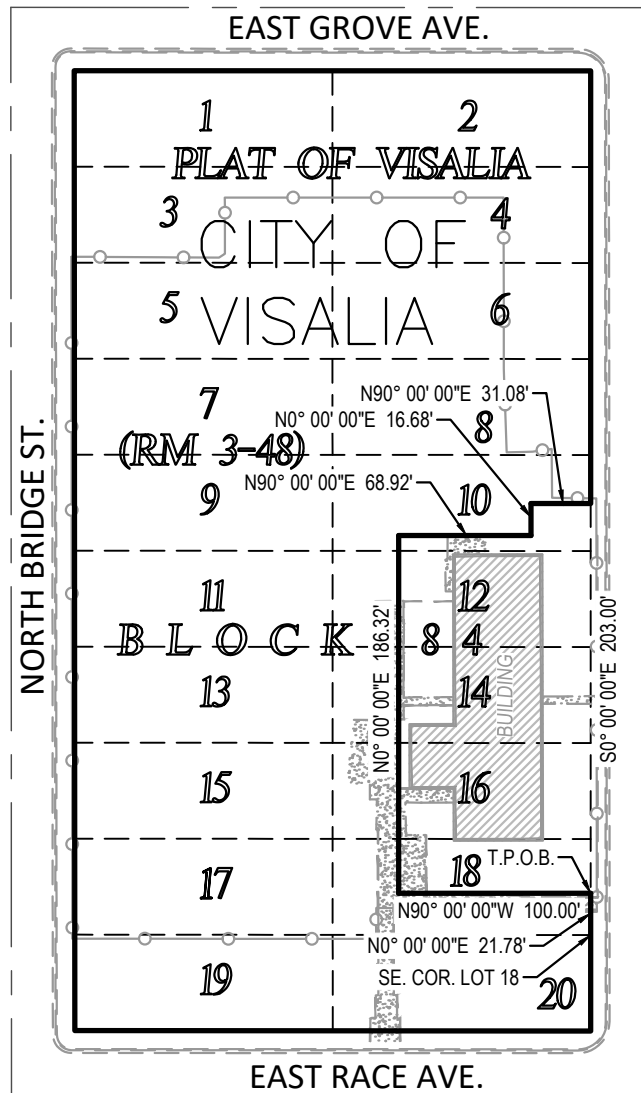 EAST GROVE AVE.
1
2
PLAT OF VISALIA
3
4
CITY OF
5
6
VISALIA
7
N90° 00' 00"E 31.08'
N0° 00' 00"E 16.68'
8
(RM 3-48)
N90° 00' 00"E 68.92'
9
10
NORTH BRIDGE ST.
11
12
N0° 00' 00"E 186.32'
S0° 00' 00"E 203.00'
BLOCK 84
BUILDING
13
14
15
16
17
18
T.P.O.B.
N90° 00' 00"W 100.00'
N0° 00' 00"E 21.78'
SE. COR. LOT 18
19
20
EAST RACE AVE.